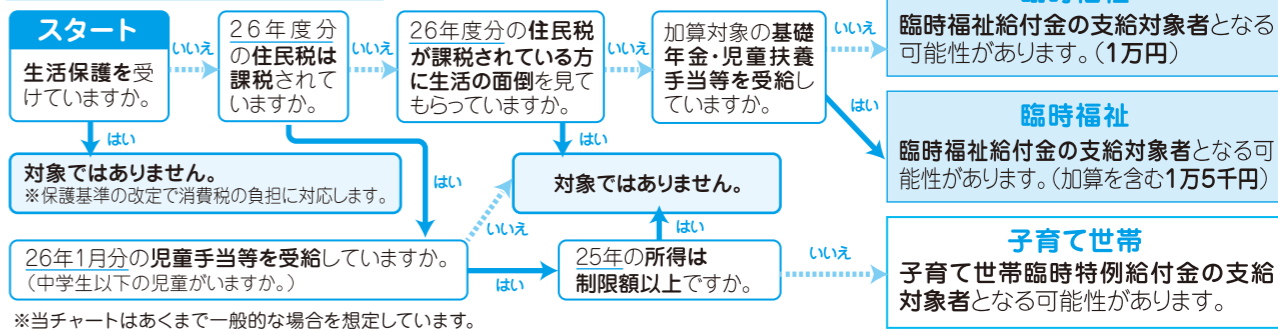 スタート
生活保護を受
けていますか。
いいえ
はい
26年度分
の住民税は
課税されて
いますか。
いいえ
はい
26年度分の住民税
が課税されている方
に生活の面倒を見て
もらっていますか。
いいえ
はい
加算対象の基礎
年金・児童扶養
手当等を受給し
ていますか。
いいえ
はい
臨時福祉給付金の支給対象者となる
可能性があります。(1万円)
臨時福祉
臨時福祉給付金の支給対象者となる可
能性があります。(加算を含む1万5千円)
対象ではありません。
※保護基準の改定で消費税の負担に対応します。
対象ではありません。
26年1月分の児童手当等を受給していますか。
(中学生以下の児童がいますか。)
いいえ
はい
25年の所得は
制限額以上ですか。
はい
いいえ
子育て世帯
子育て世帯臨時特例給付金の支給
対象者となる可能性があります。
※当チャートはあくまで一般的な場合を想定しています。